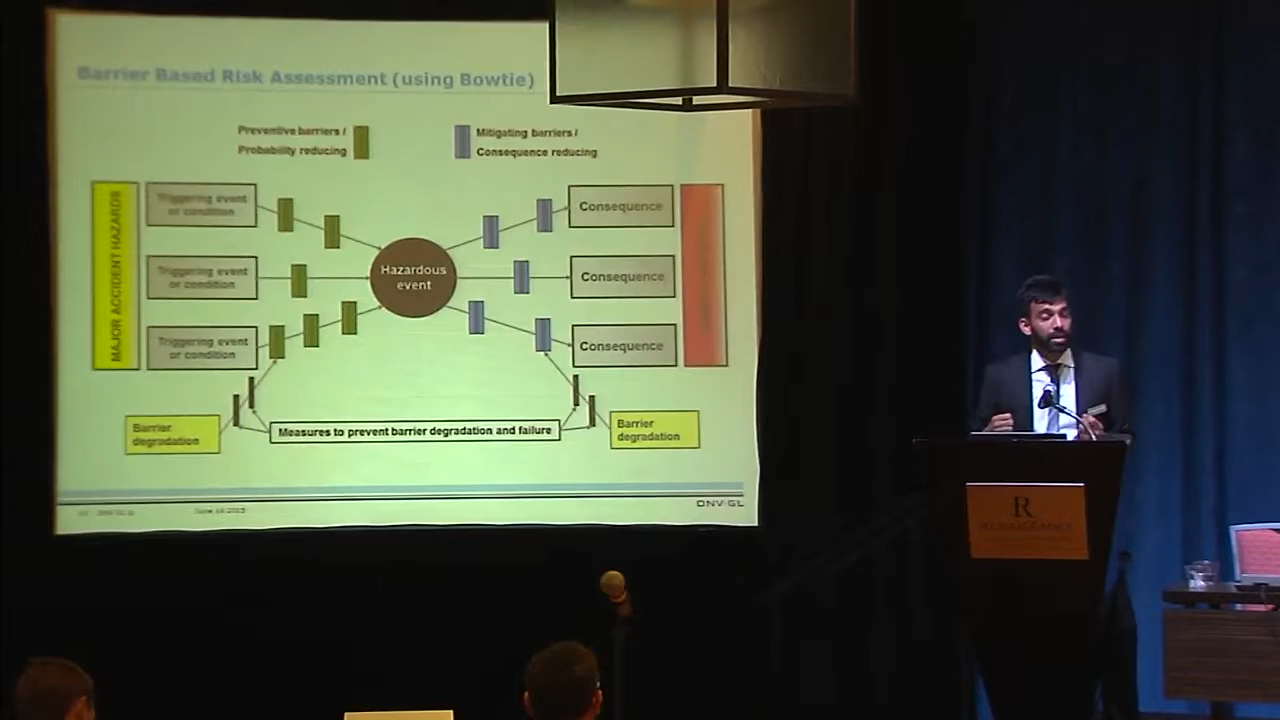 Barrier Based Risk Assessment (using Bowtie)
Preventive barriers /
Probability reducing
Mitigating barriers /
Consequence reducing
MAJOR ACCIDENT HAZARDS
Triggering event
or condition
Consequence
Hazardous
event
Triggering event
or condition
Consequence
Triggering event
or condition
Consequence
Barrier
degradation
Measures to prevent barrier degradation and failure
Barrier
degradation
DNV·GL
R